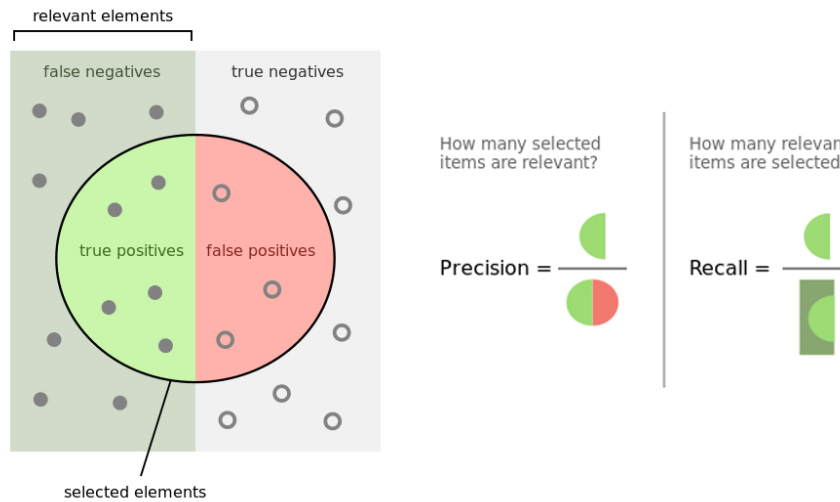 relevant elements
false negatives
true negatives
true positives
false positives
selected elements
How many selected
items are relevant?
Precision =
How many relevan
items are selected
Recall =